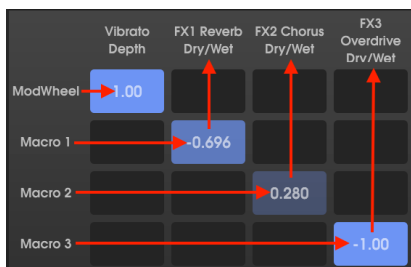 Vibrato Depth
FX1 Reverb Dry/Wet
FX2 Chorus Dry/Wet
FX3 Overdrive Dry/Wet
ModWheel 1.00
Macro 1 -0.696
Macro 2 0.280
Macro 3 -1.00